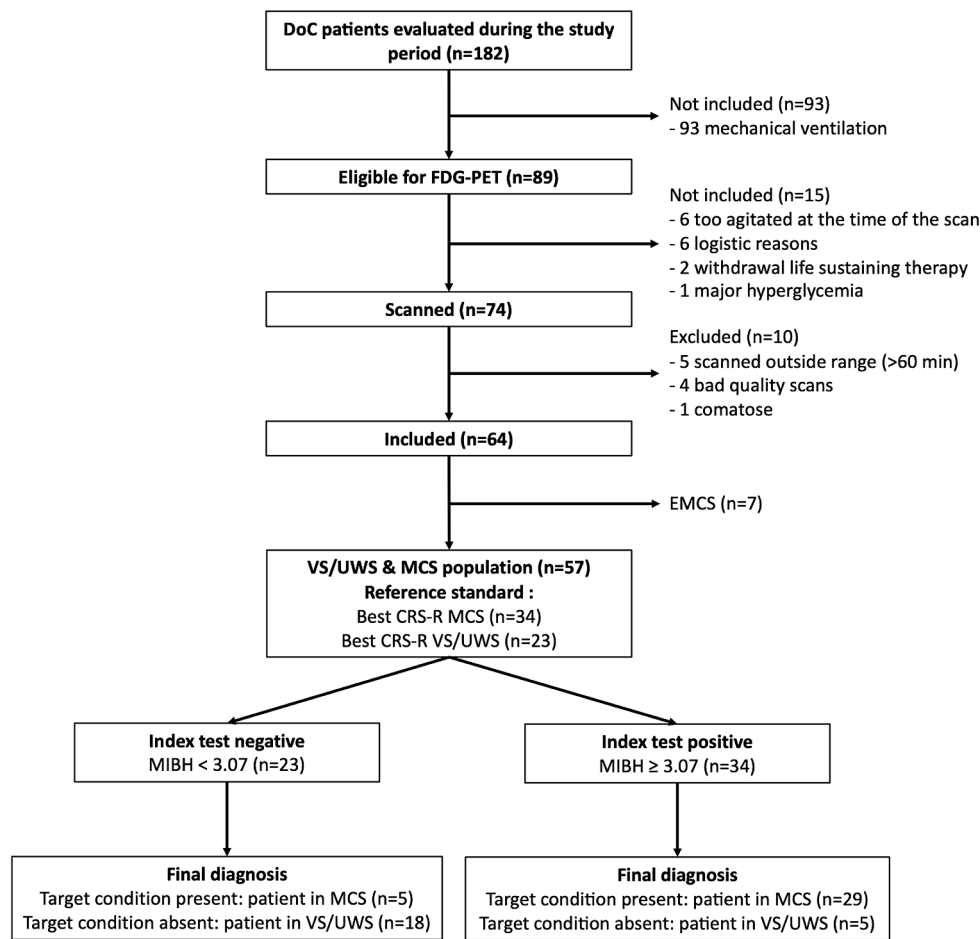 DoC patients evaluated during the study
period (n=182)
Not included (n=93)
- 93 mechanical ventilation
Eligible for FDG-PET (n=89)
Not included (n=15)
- 6 too agitated at the time of the scan
- 6 logistic reasons
- 2 withdrawal life sustaining therapy
- 1 major hyperglycemia
Scanned (n=74)
Excluded (n=10)
- 5 scanned outside range (>60 min)
- 4 bad quality scans
- 1 comatose
Included (n=64)
EMCS (n=7)
VS/UWS & MCS population (n=57)
Reference standard :
Best CRS-R MCS (n=34)
Best CRS-R VS/UWS (n=23)
Index test negative
MIBH < 3.07 (n=23)
Index test positive
MIBH ≥ 3.07 (n=34)
Final diagnosis
Target condition present: patient in MCS (n=5)
Target condition absent: patient in VS/UWS (n=18)
Final diagnosis
Target condition present: patient in MCS (n=29)
Target condition absent: patient in VS/UWS (n=5)